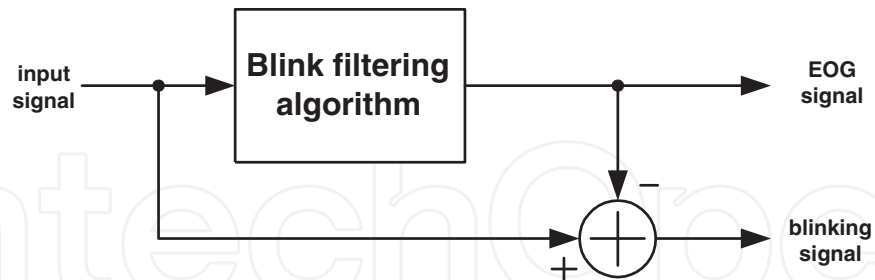 input
signal
Blink filtering
algorithm
EOG
signal
−
+
blinking
signal